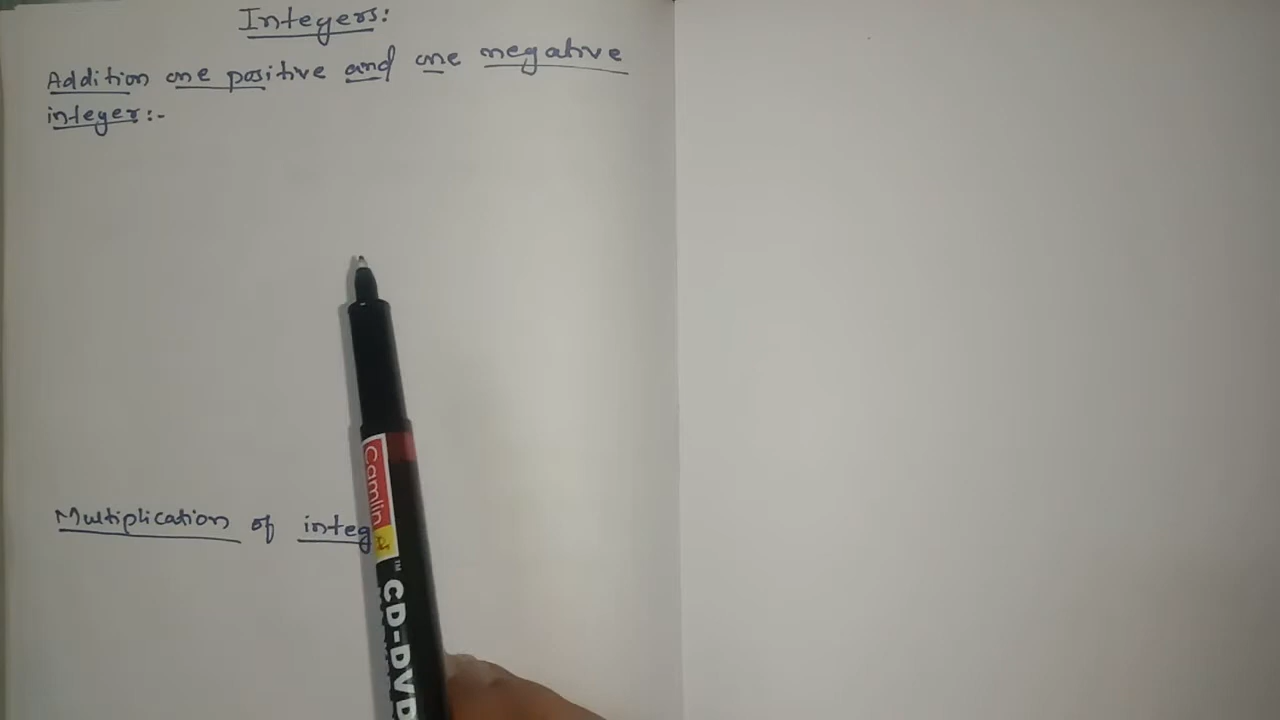 Integers:
Addition one positive and one negative
integer:-
Multiplication of integ
Camlin
CD-DVD